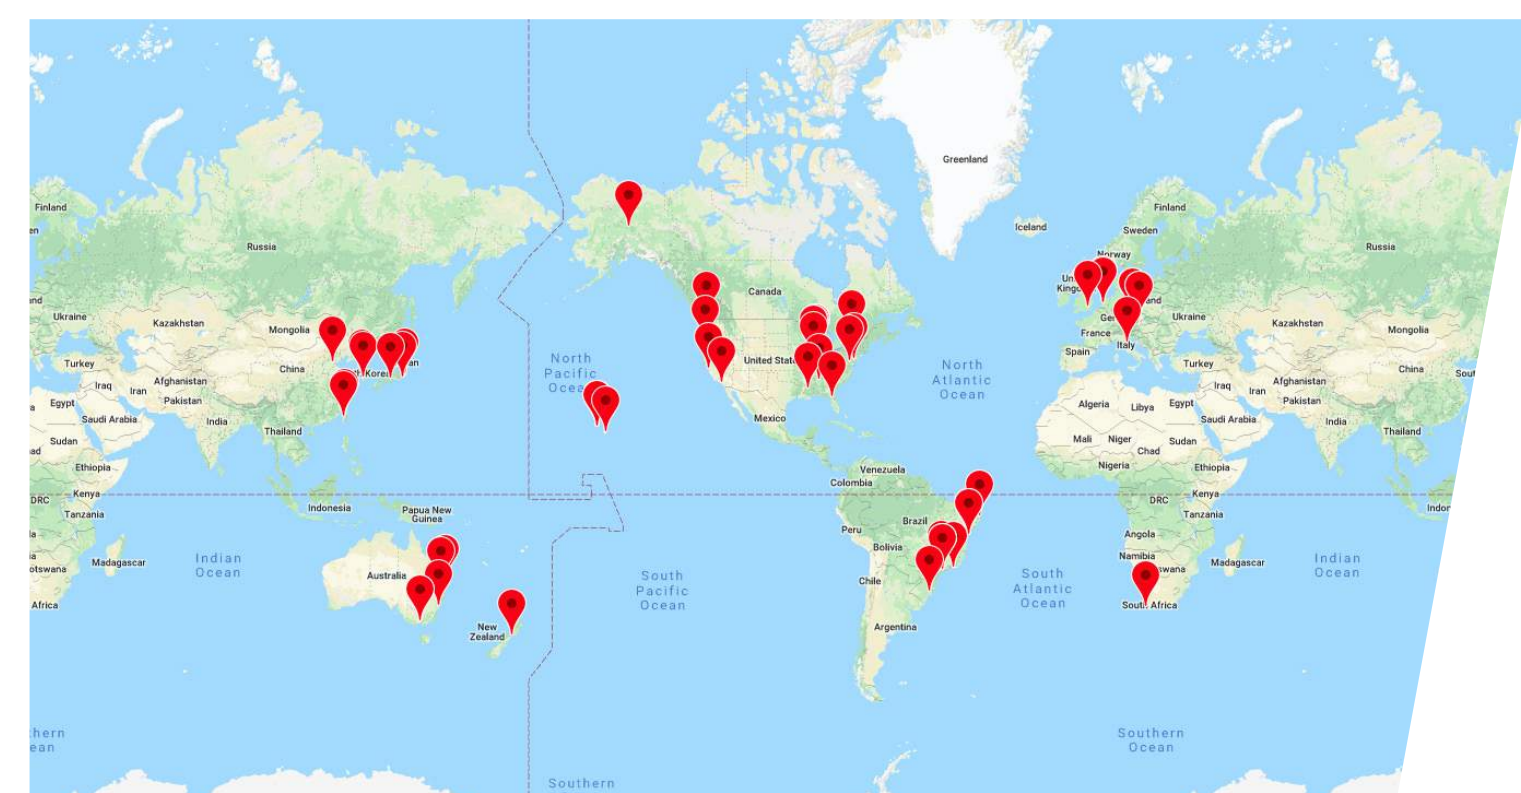 Greenland
Finland
Finland
Iceland
Sweden
Russia
Russia
Norway
Canada
Ukraine
Kazakhstan
Mongolia
Ukraine
Kazakhstan
Mongolia
France
Italy
Spain
Turkey
China
United
North
Pacific
North
Atlantic
Ocean
Turkey
China
Iraq
Iran
Afghanistan
Pakistan
Iraq
Iran
Afghanistan
Pakistan
Egypt
Saudi Arabia
India
Algeria
Libya
Egypt
Saudi Arabia
India
Thailand
Mexico
Thailand
Sudan
Mali
Niger
Chad
Sudan
Ethiopia
Venezuela
Nigeria
Ethiopia
Colombia
DRC
Kenya
Tanzania
Indonesia
Papua New
Guinea
Brazil
Peru
Bolivia
DRC
Kenya
Tanzania
Angola
Namibia
Indian
Ocean
Madagascar
Australia
South
Pacific
Ocean
Chile
South
Atlantic
Ocean
Madagascar
Indian
Ocean
Africa
South Africa
New
Zealand
Argentina
Southern
Ocean
Southern